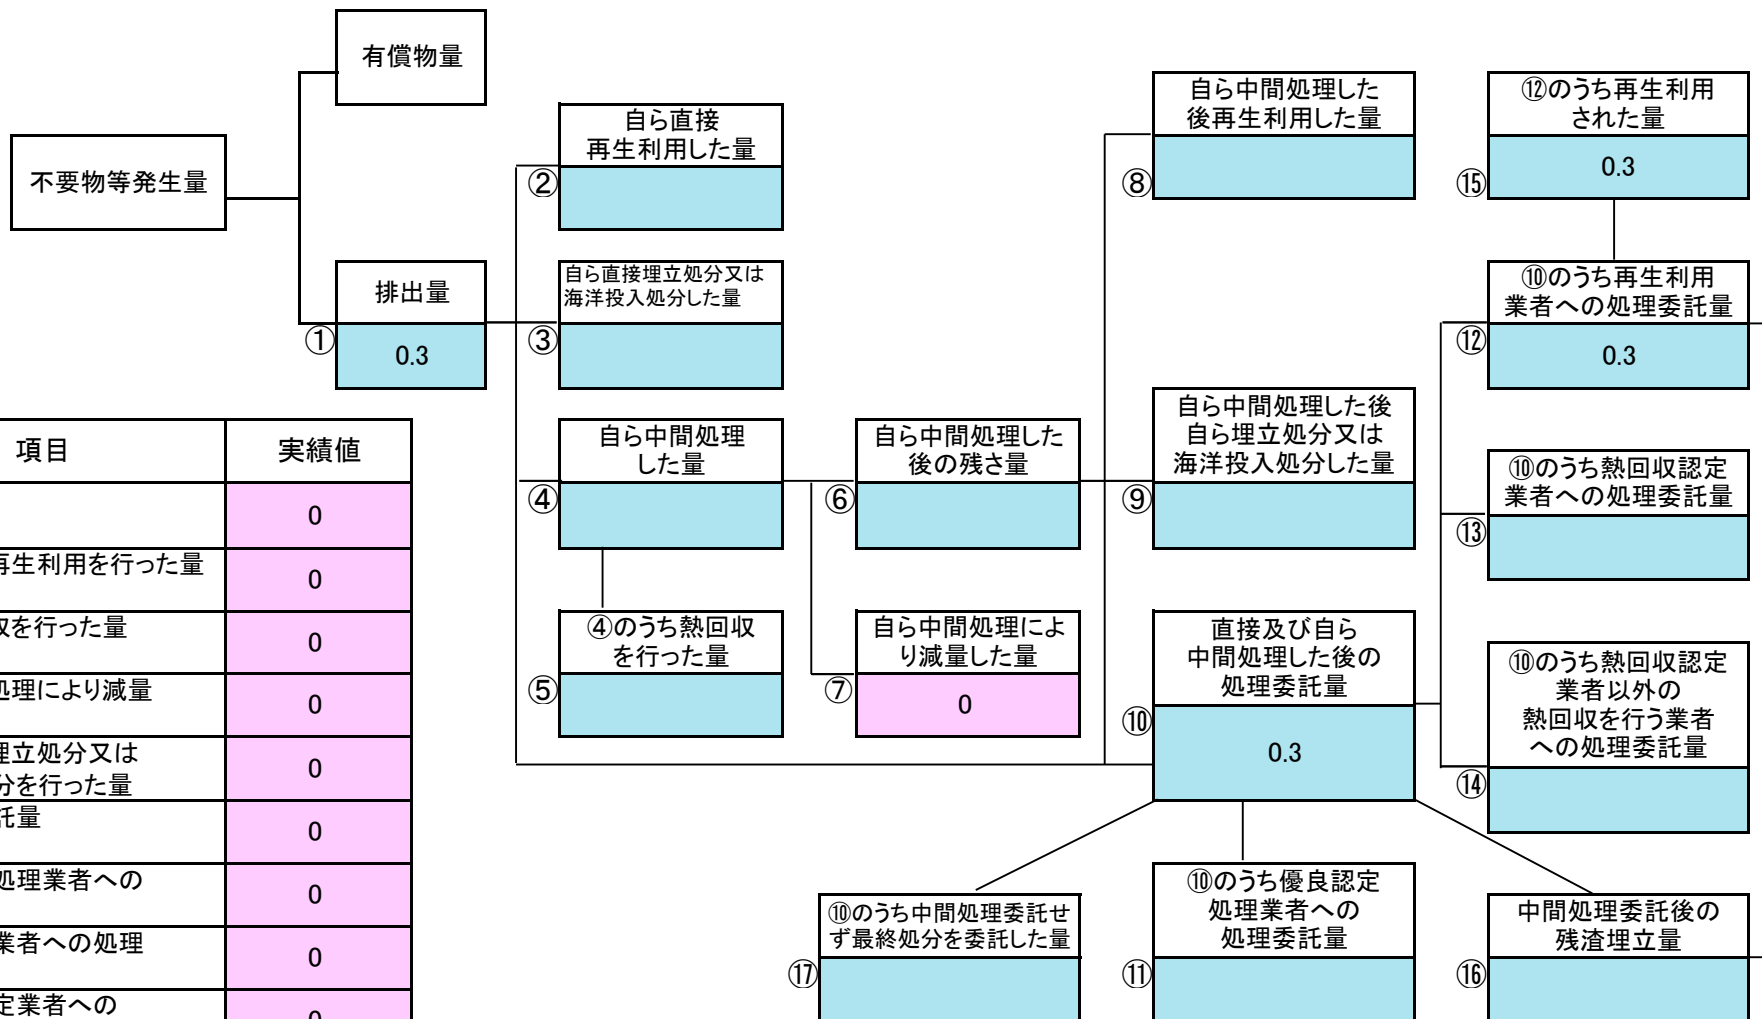 有償物量
不要物等発生量
排出量
①
0.3
自ら直接
再生利用した量
②
自ら直接埋立処分又は
海洋投入処分した量
③
自ら中間処理
した量
④
④のうち熱回収
を行った量
⑤
自ら中間処理した
後の残さ量
⑥
自ら中間処理によ
り減量した量
⑦
0
自ら中間処理した
後再生利用した量
⑧
自ら中間処理した後
自ら埋立処分又は
海洋投入処分した量
⑨
直接及び自ら
中間処理した後の
処理委託量
⑩
0.3
⑫のうち再生利用
された量
⑮
0.3
⑩のうち再生利用
業者への処理委託量
⑫
0.3
⑩のうち熱回収認定
業者への処理委託量
⑬
⑩のうち熱回収認定
業者以外の
熱回収を行う業者
への処理委託量
⑭
⑩のうち中間処理委託せ
ず最終処分を委託した量
⑰
⑩のうち優良認定
処理業者への
処理委託量
⑪
中間処理委託後の
残渣埋立量
⑯
項目 実績値
0
再生利用を行った量 0
を行った量 0
処理により減量 0
埋立処分又は
を行った量 0
託量 0
処理業者への 0
業者への処理 0
業者への